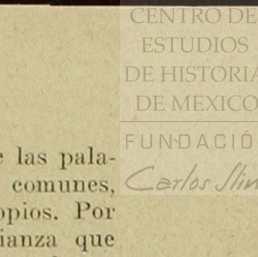 CENTRO DE
ESTUDIOS
DE HISTORIA
DE MEXICO
FUNDACIÓ
Carlos Slim
e las pala-
comunes,
opios. Por
ianza que